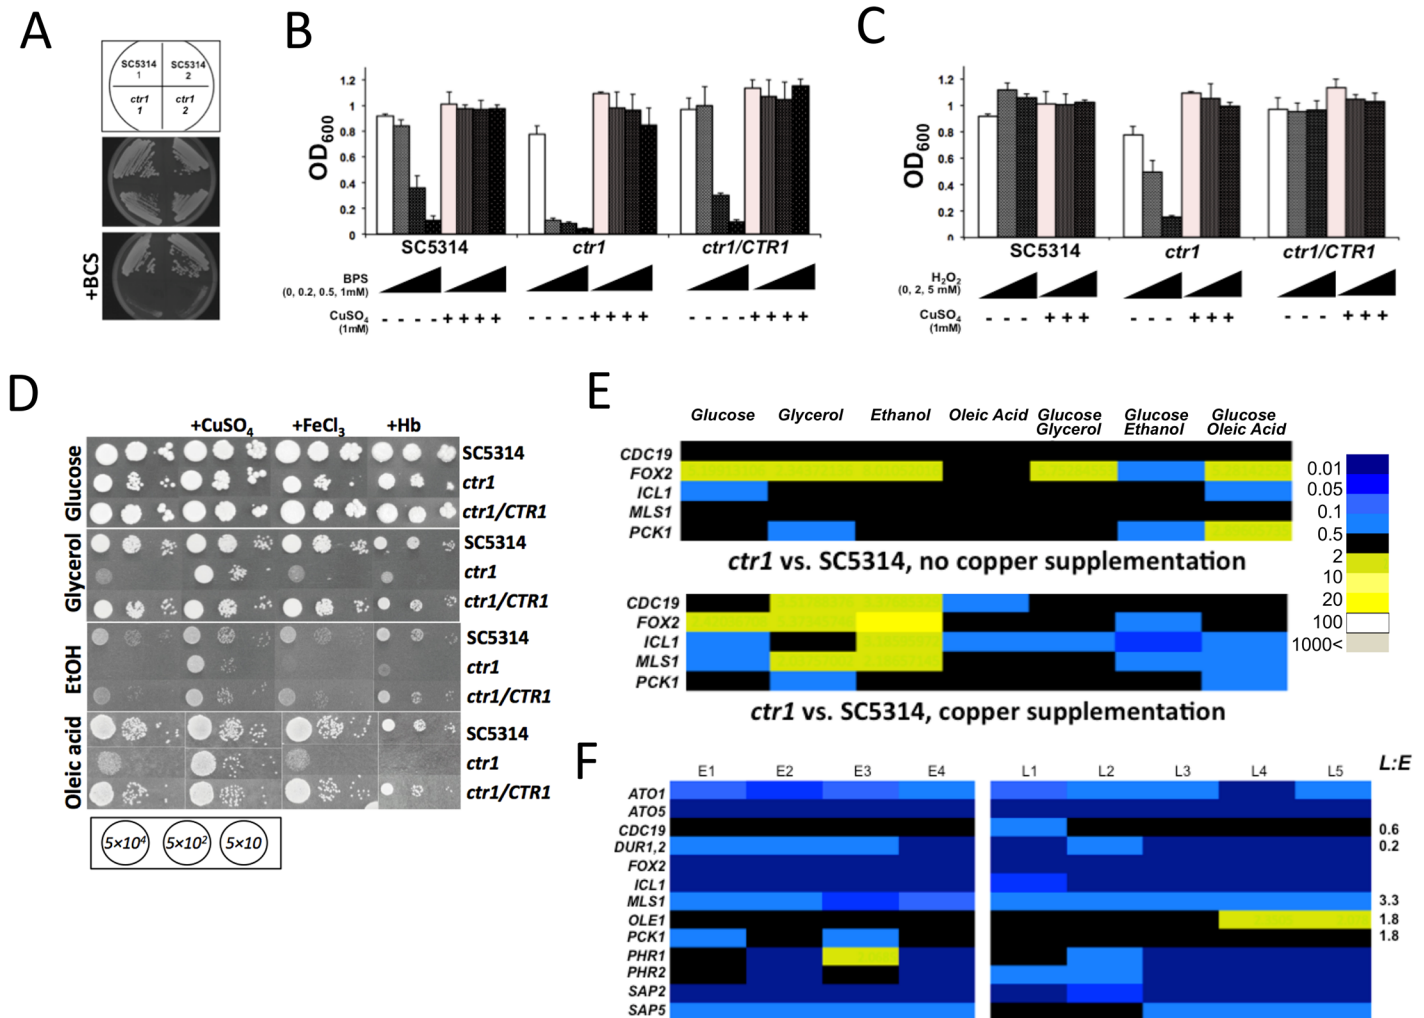 A
SC5314
1
SC5314
2
ctr1
1
ctr1
2
+BCS
B
OD600
1.2
1
0.8
0.6
0.4
0.2
0
SC5314
ctr1
ctr1/CTR1
BPS
(0, 0.2, 0.5, 1mM)
CuSO4
(1mM)
- - - - + + + +
- - - - + + + +
- - - - + + + +
C
OD600
1.2
1
0.8
0.6
0.4
0.2
0
SC5314
ctr1
ctr1/CTR1
H2O2
(0, 2, 5 mM)
CuSO4
(1mM)
- - - + + +
- - - + + +
- - - + + +
D
+CuSO4
+FeCl3
+Hb
Glucose
SC5314
ctr1
ctr1/CTR1
Glycerol
SC5314
ctr1
ctr1/CTR1
EtOH
SC5314
ctr1
ctr1/CTR1
Oleic acid
SC5314
ctr1
ctr1/CTR1
5×10⁴
5×10²
5×10
E
Glucose
Glycerol
Ethanol
Oleic Acid
Glucose
Glycerol
Glucose
Ethanol
Glucose
Oleic Acid
CDC19
FOX2
ICL1
MLS1
PCK1
ctr1 vs. SC5314, no copper supplementation
CDC19
FOX2
ICL1
MLS1
PCK1
ctr1 vs. SC5314, copper supplementation
0.01
0.05
0.1
0.5
2
10
20
100
1000<
F
E1
E2
E3
E4
L1
L2
L3
L4
L5
L:E
ATO1
ATO5
CDC19
0.6
DUR1,2
0.2
FOX2
ICL1
MLS1
3.3
OLE1
1.8
PCK1
1.8
PHR1
PHR2
SAP2
SAP5